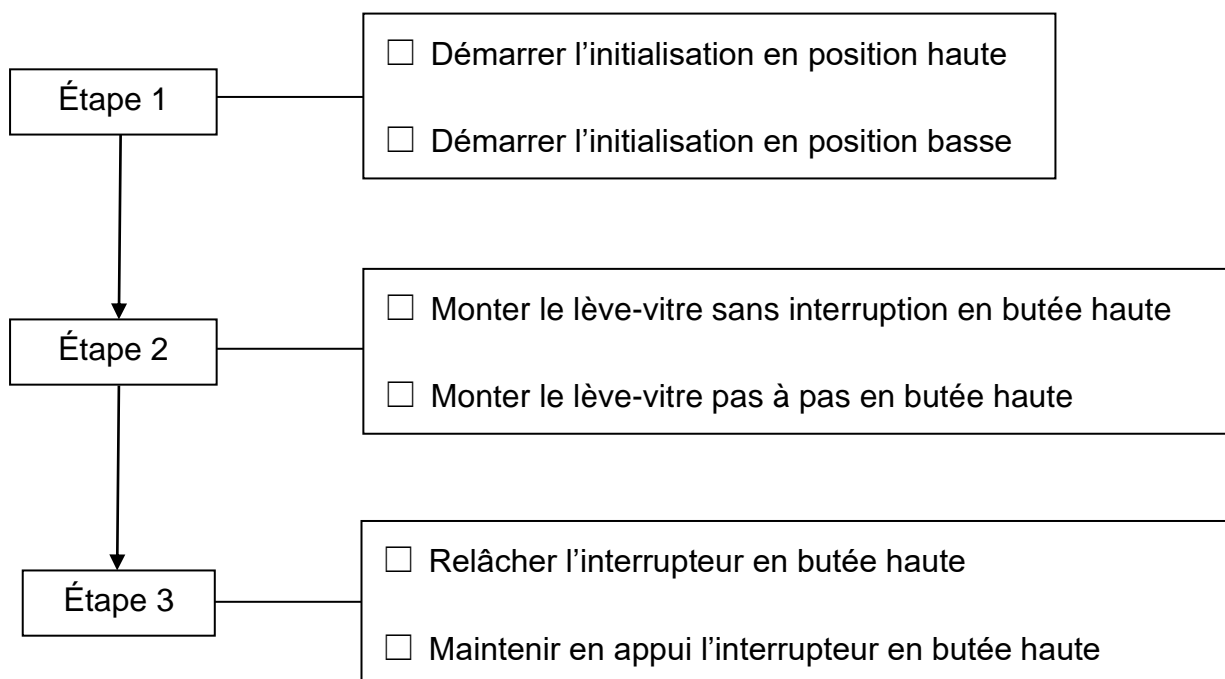 Étape 1
☐ Démarrer l’initialisation en position haute
☐ Démarrer l’initialisation en position basse
Étape 2
☐ Monter le lève-vitre sans interruption en butée haute
☐ Monter le lève-vitre pas à pas en butée haute
Étape 3
☐ Relâcher l’interrupteur en butée haute
☐ Maintenir en appui l’interrupteur en butée haute